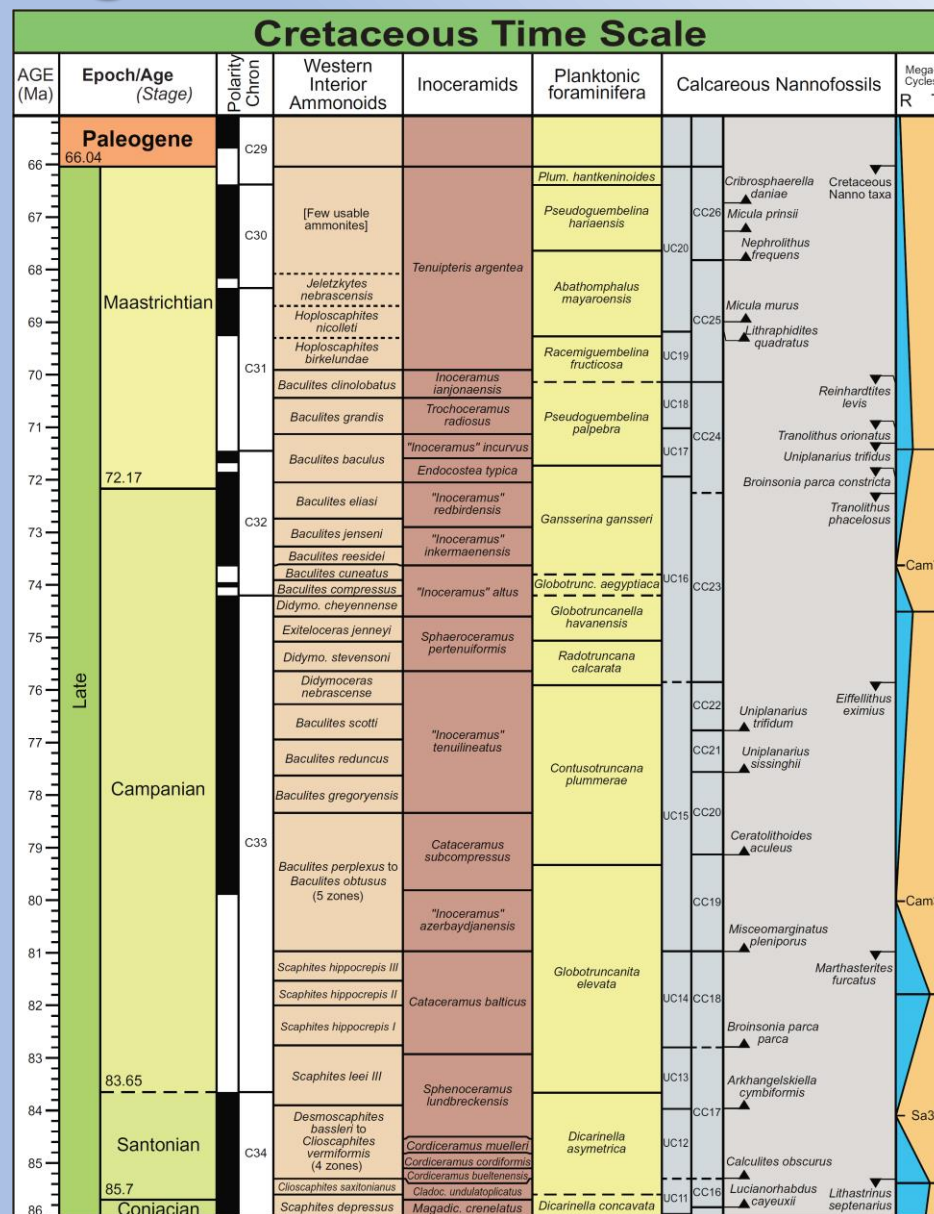 Cretaceous Time Scale
AGE
(Ma)
Epoch/Age
(Stage)
Polarity
Chron
Western
Interior
Ammonoids
Inoceramids
Planktonic
foraminifera
Calcareous Nannofossils
Mega
Cycles
R T
66
67
68
69
70
71
72
73
74
75
76
77
78
79
80
81
82
83
84
85
86
Paleogene
66.04
Late
Maastrichtian
72.17
Campanian
83.65
Santonian
85.7
Coniacian
C29
C30
C31
C32
C33
C34
[Few usable
ammonites]
Jeletzkytes
nebrascensis
Hoploscaphites
nicolleti
Hoploscaphites
birkelundae
Baculites clinolobatus
Baculites grandis
Baculites baculus
Baculites eliasi
Baculites jenseni
Baculites reesidei
Baculites cuneatus
Baculites compressus
Didymo. cheyennense
Exiteloceras jenneyi
Didymo. stevensoni
Didymoceras
nebrascense
Baculites scotti
Baculites reduncus
Baculites gregoryensis
Baculites perplexus to
Baculites obtusus
(5 zones)
Scaphites hippocrepis III
Scaphites hippocrepis II
Scaphites hippocrepis I
Scaphites leei III
Desmoscaphites
bassleri to
Clioscaphites
vermiformis
(4 zones)
Clioscaphites saxitonianus
Scaphites depressus
Tenuipteris argentea
Inoceramus
ianjonaensis
Trochoceramus
radiosus
"Inoceramus" incurvus
Endocostea typica
"Inoceramus"
redbirdensis
"Inoceramus"
inkermaenensis
"Inoceramus" altus
Sphaeroceramus
pertenuiformis
"Inoceramus"
tenuilineatus
Cataceramus
subcompressus
"Inoceramus"
azerbaydjanensis
Cataceramus balticus
Sphenoceramus
lundbreckensis
Cordiceramus muelleri
Cordiceramus cordiformis
Cordiceramus bueltenensis
Cladoc. undulatoplicatus
Magadic. crenelatus
Plum. hantkeninoides
Pseudoguembelina
hariaensis
Abathomphalus
mayaroensis
Racemiguembelina
fructicosa
Pseudoguembelina
palpebra
Gansserina gansseri
Globotrunc. aegyptiaca
Globotruncanella
havanensis
Radotruncana
calcarata
Contusotruncana
plummerae
Globotruncanita
elevata
Dicarinella
asymetrica
Dicarinella concavata
UC20
UC19
UC18
UC17
UC16
UC15
UC14
UC13
UC12
UC11
CC26
CC25
CC24
CC23
CC22
CC21
CC20
CC19
CC18
CC17
CC16
Cribrosphaerella
daniae
Cretaceous
Nanno taxa
Micula prinsii
Nephrolithus
frequens
Micula murus
Lithraphidites
quadratus
Reinhardtites
levis
Tranolithus orionatus
Uniplanarius trifidus
Broinsonia parca constricta
Tranolithus
phacelosus
Eiffellithus
eximius
Uniplanarius
trifidum
Uniplanarius
sissinghii
Ceratolithoides
aculeus
Misceomarginatus
pleniporus
Marthasterites
furcatus
Broinsonia parca
parca
Arkhangelskiella
cymbiformis
Calculites obscurus
Lucianorhabdus
cayeuxii
Lithastrinus
septenarius
Sa3